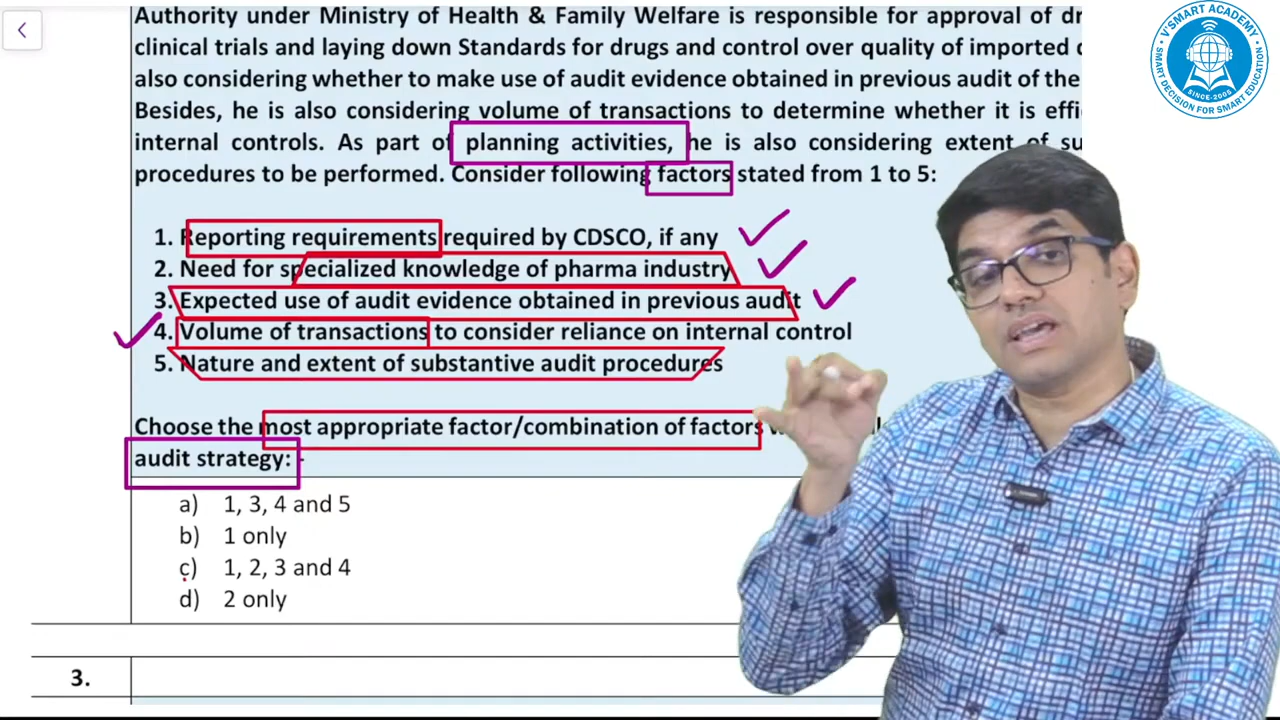 Authority under Ministry of Health & Family Welfare is responsible for approval of
clinical trials and laying down Standards for drugs and control over quality of imported
also considering whether to make use of audit evidence obtained in previous audit of the
Besides, he is also considering volume of transactions to determine whether it is
internal controls. As part of planning activities, he is also considering extent of
procedures to be performed. Consider following factors stated from 1 to 5:
1. Reporting requirements required by CDSCO, if any
2. Need for specialized knowledge of pharma industry
3. Expected use of audit evidence obtained in previous audit
4. Volume of transactions to consider reliance on internal control
5. Nature and extent of substantive audit procedures
Choose the most appropriate factor/combination of factors
audit strategy: -
a) 1, 3, 4 and 5
b) 1 only
c) 1, 2, 3 and 4
d) 2 only
3.
V'SMART ACADEMY
SINCE-2005
SMART DECISION FOR SMART EDUCATION